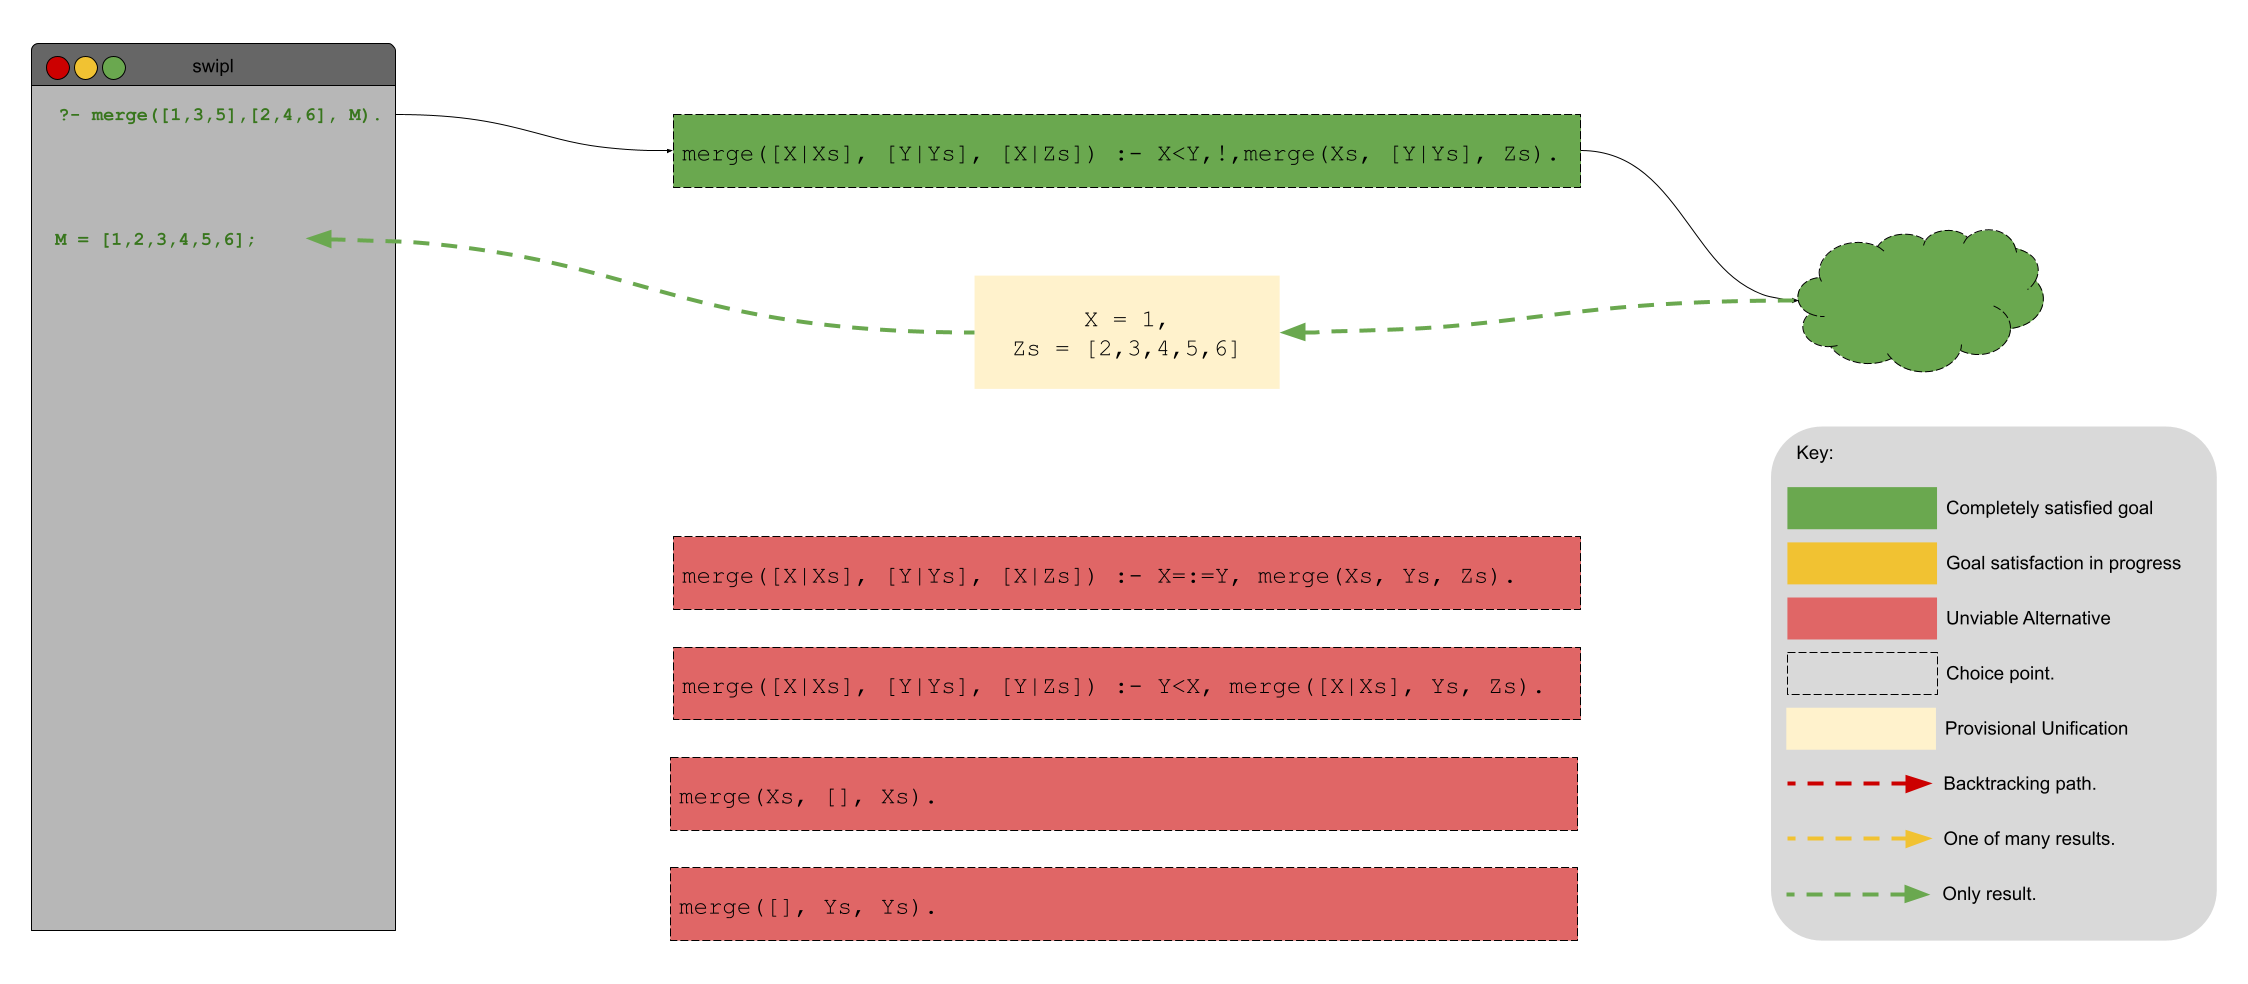 swipl
?- merge([1,3,5],[2,4,6], M).
M = [1,2,3,4,5,6];
merge([X|Xs], [Y|Ys], [X|Zs]) :- X<Y,!,merge(Xs, [Y|Ys], Zs).
X = 1,
Zs = [2,3,4,5,6]
merge([X|Xs], [Y|Ys], [X|Zs]) :- X=:=Y, merge(Xs, Ys, Zs).
merge([X|Xs], [Y|Ys], [Y|Zs]) :- Y<X, merge([X|Xs], Ys, Zs).
merge(Xs, [], Xs).
merge([], Ys, Ys).
Key:
Completely satisfied goal
Goal satisfaction in progress
Unviable Alternative
Choice point.
Provisional Unification
Backtracking path.
One of many results.
Only result.